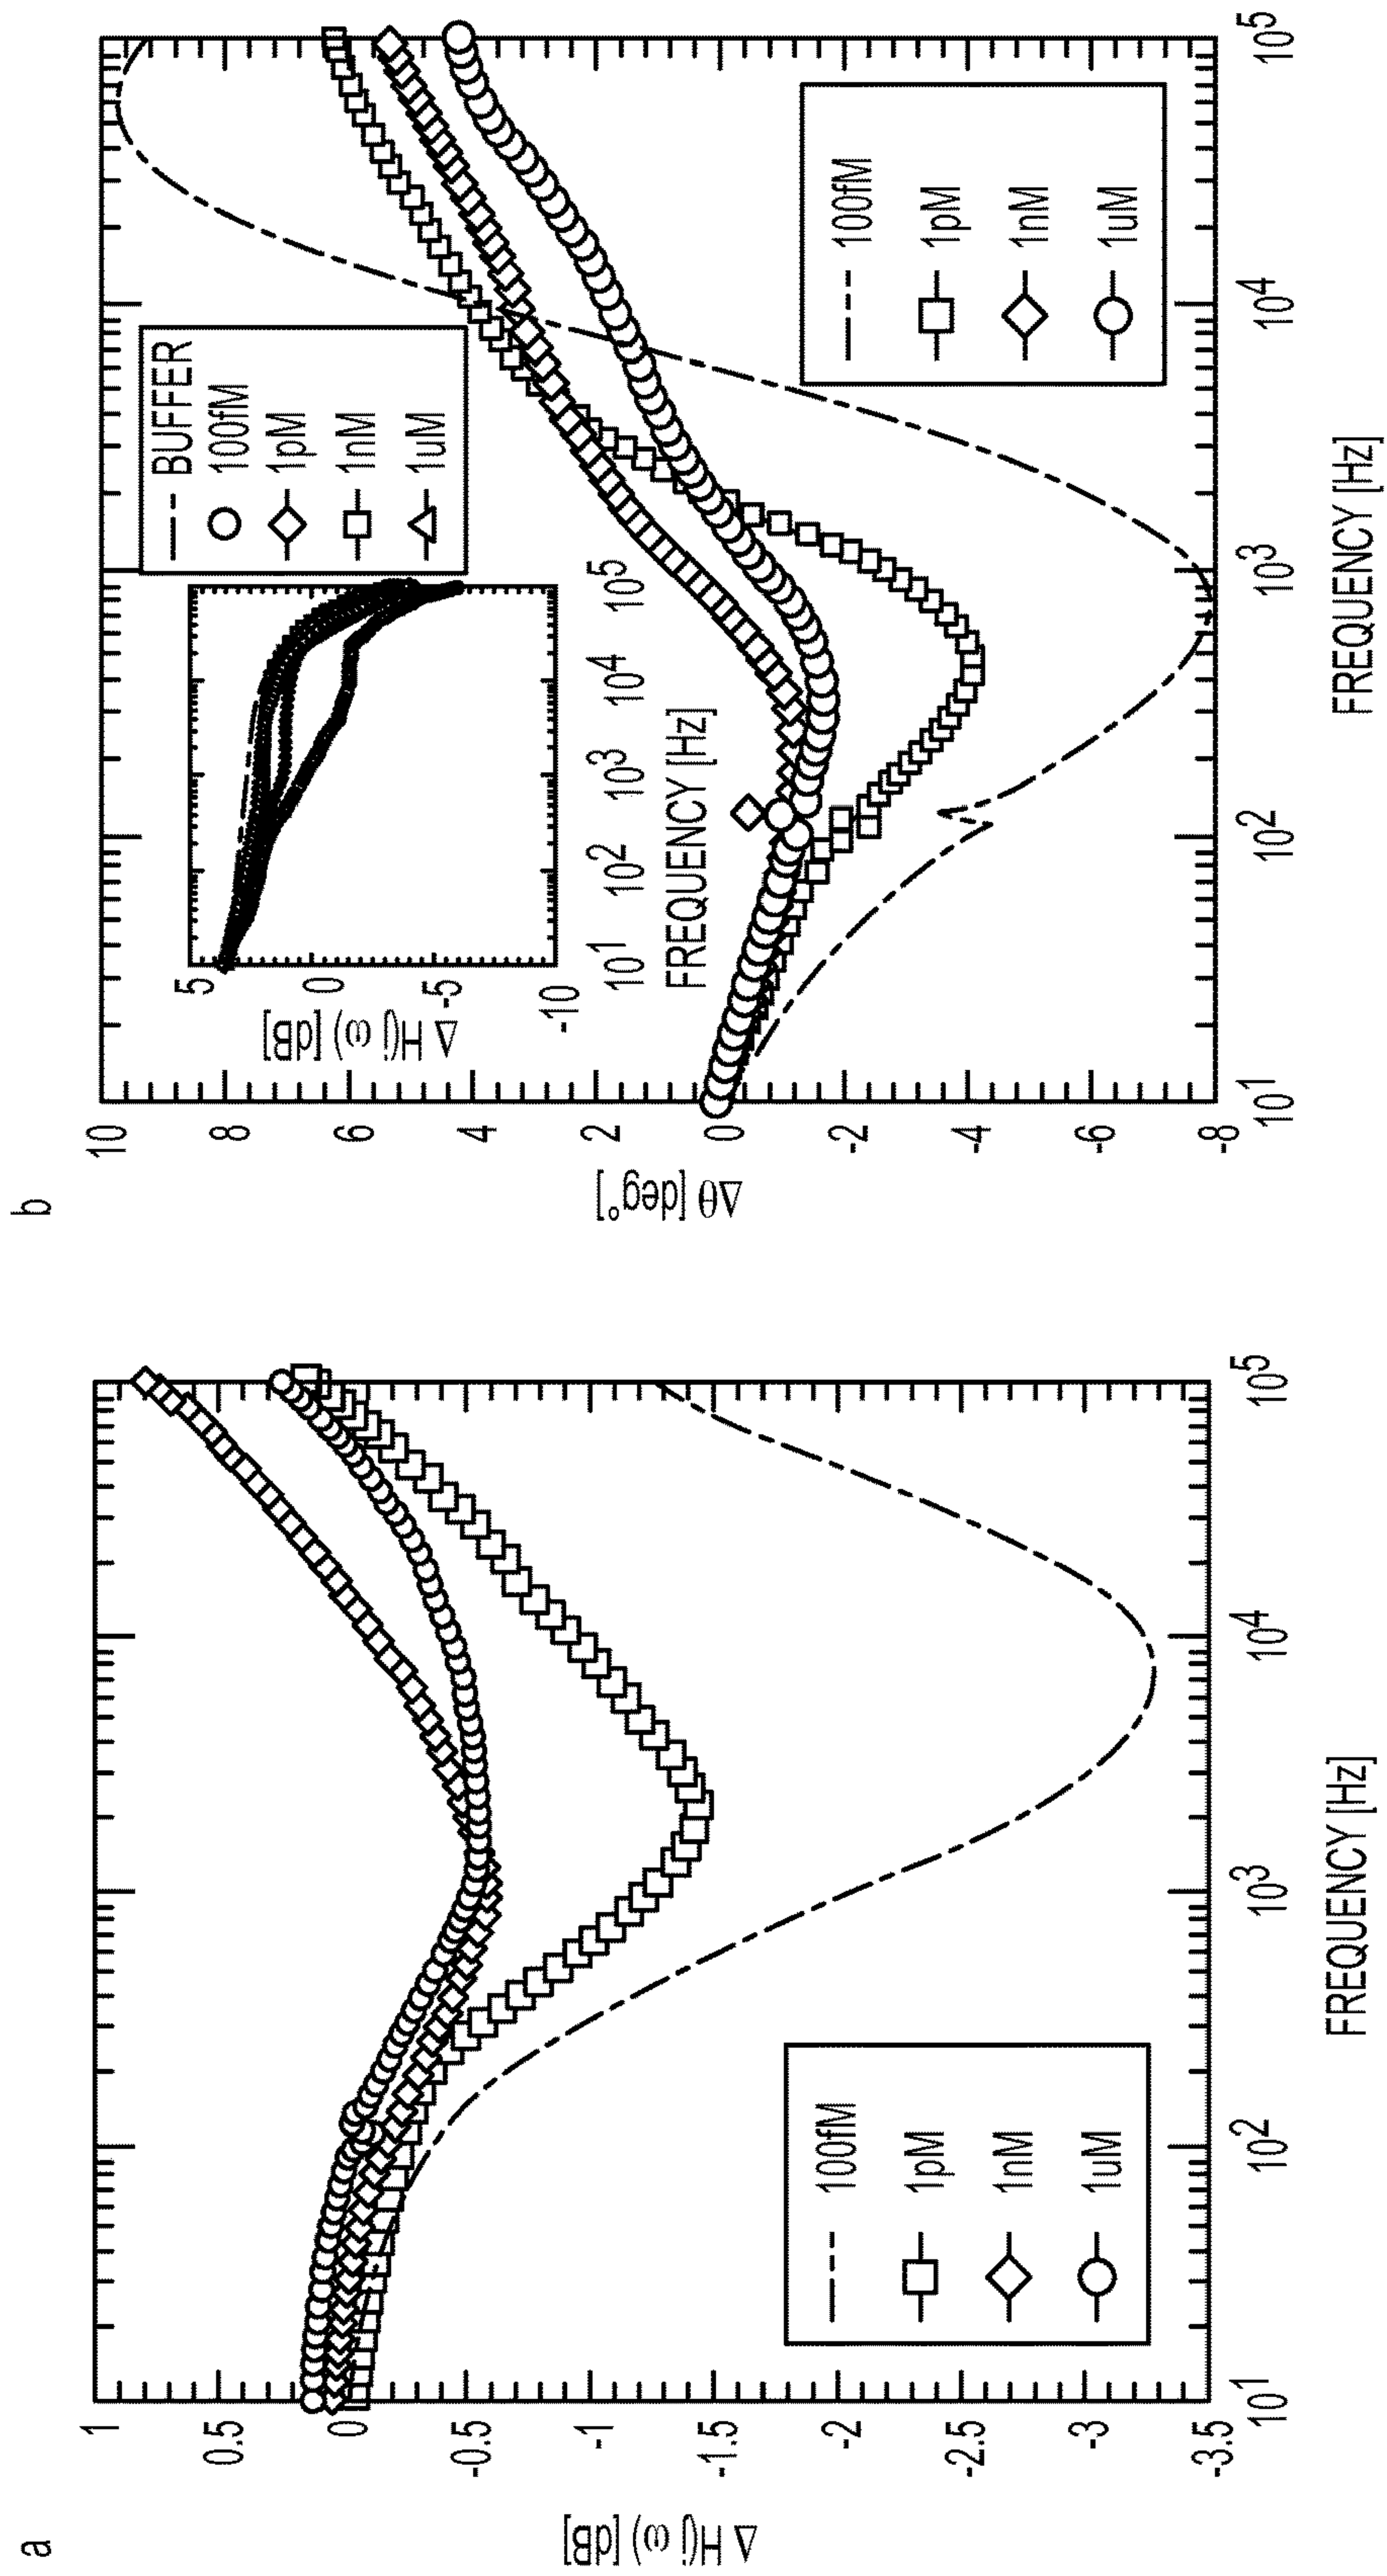 a
Δ H(j ω) [dB]
1
0.5
0
-0.5
-1
-1.5
-2
-2.5
-3
-3.5
10¹
10²
10³
10⁴
10⁵
FREQUENCY [Hz]
100fM
1pM
1nM
1uM
b
Δθ [deg°]
10
8
6
4
2
0
-2
-4
-6
-8
10¹
10²
10³
10⁴
10⁵
FREQUENCY [Hz]
100fM
1pM
1nM
1uM
Δ H(j ω) [dB]
5
0
-5
-10
10¹
10²
10³
10⁴
10⁵
FREQUENCY [Hz]
BUFFER
100fM
1pM
1nM
1uM